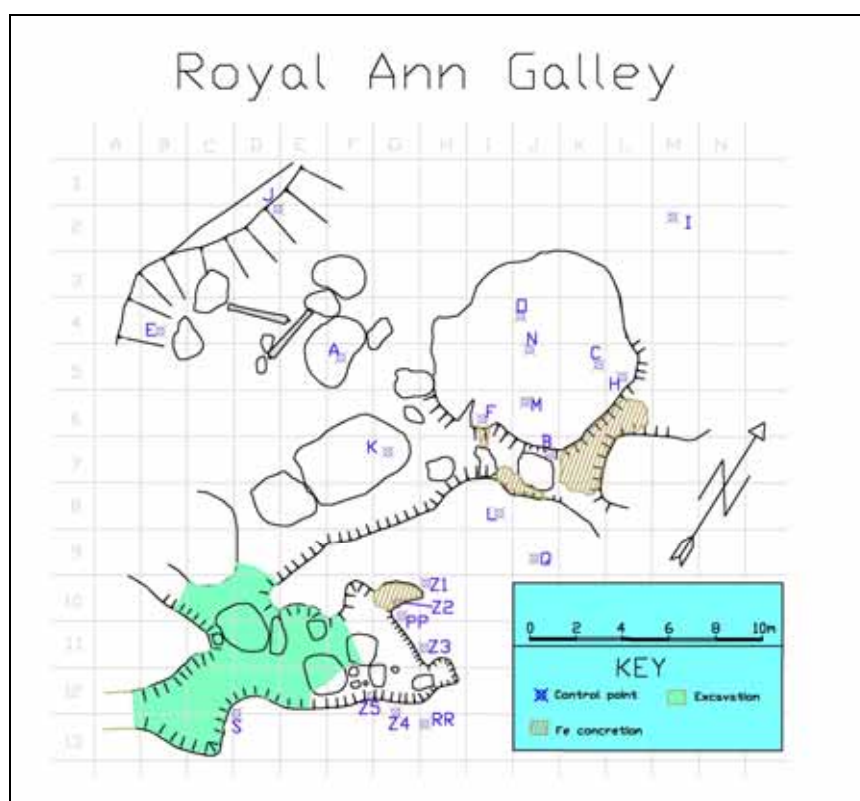 Royal Ann Galley
A B C D E F G H I J K L M N
1
2
3
4
5
6
7
8
9
10
11
12
13
J
I
E
A
D
N
C
H
M
F
B
K
L
Q
Z1
Z2
PP
Z3
Z5
Z4
RR
S
N
0 2 4 6 8 10m
KEY
Control point
Excavation
Fe concretion